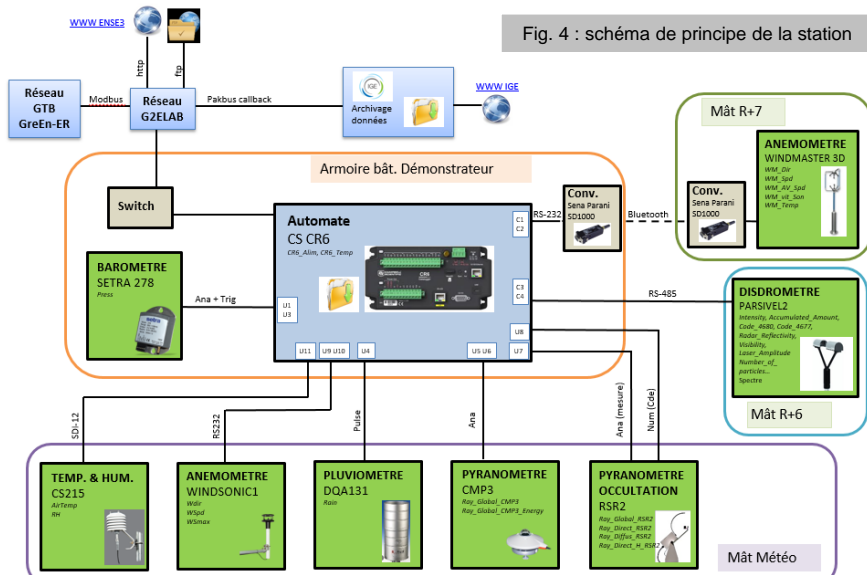 Fig. 4 : schéma de principe de la station
WWW ENSE3
http
ftp
Réseau
GTB
GreEn-ER
Modbus
Réseau
G2ELAB
Pakbus callback
IGE
Archivage
données
WWW IGE
Mât R+7
ANEMOMETRE
WINDMASTER 3D
WM_Dir
WM_Spd
WM_AV_Spd
WM_vit_Son
WM_Temp
Conv.
Sena Parani
SD1000
Bluetooth
Conv.
Sena Parani
SD1000
RS-232
Armoire bât. Démonstrateur
Switch
Automate
CS CR6
CR6_Alim, CR6_Temp
CR6
C1
C2
C3
C4
U8
U7
U1
U3
U11
U9 U10
U4
U5 U6
BAROMETRE
SETRA 278
Press
Ana + Trig
RS-485
DISDROMETRE
PARSIVEL2
Intensity, Accumulated_Amount,
Code_4680, Code_4677,
Radar_Reflectivity,
Visibility,
Laser_Amplitude
Number_of_
particles...
Spectre
Mât R+6
SDI-12
RS232
Pulse
Ana
Ana (mesure)
Num (Cde)
TEMP. & HUM.
CS215
AirTemp
RH
ANEMOMETRE
WINDSONIC1
Wdir
WSpd
WSmax
PLUVIOMETRE
DQA131
Rain
PYRANOMETRE
CMP3
Ray_Global_CMP3
Ray_Global_CMP3_Energy
PYRANOMETRE
OCCULTATION
RSR2
Ray_Global_RSR2
Ray_Direct_RSR2
Ray_Diffus_RSR2
Ray_Direct_H_RSR2
Mât Météo